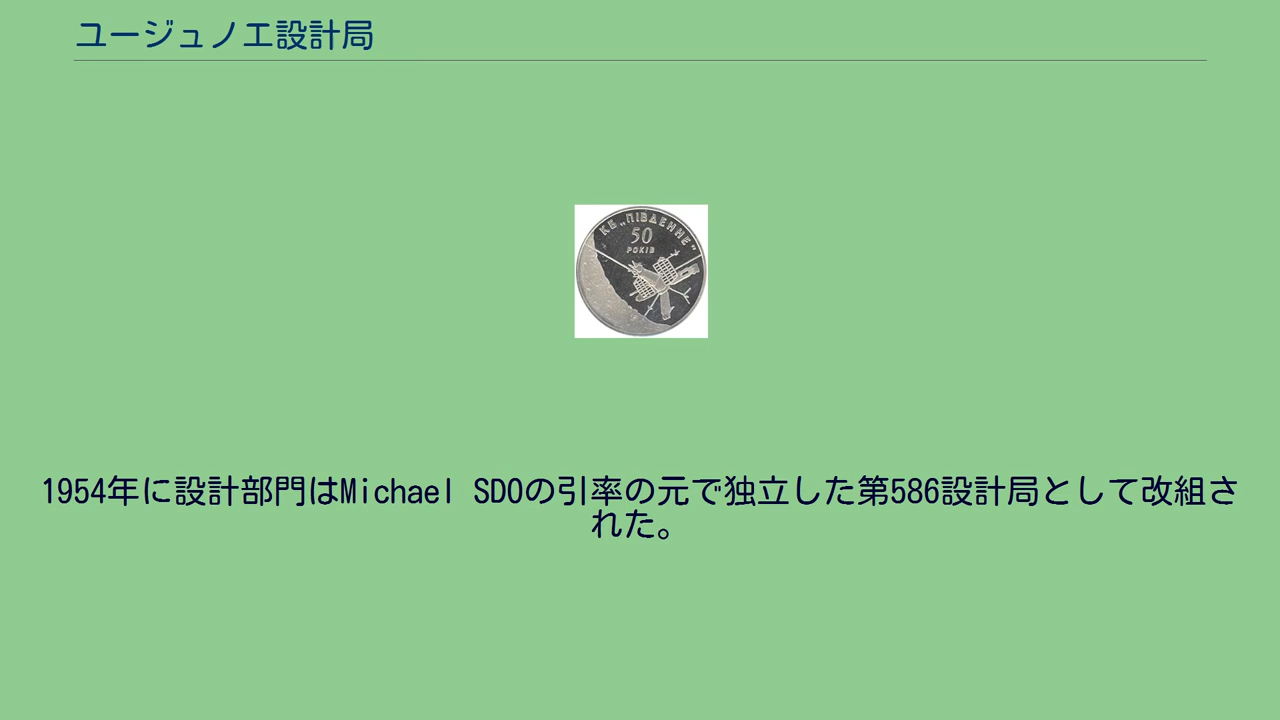 ユージュノエ設計局
КБ „ПІВДЕННЕ”
50
РОКІВ
1954年に設計部門はMichael SDOの引率の元で独立した第586設計局として改組さ
れた。